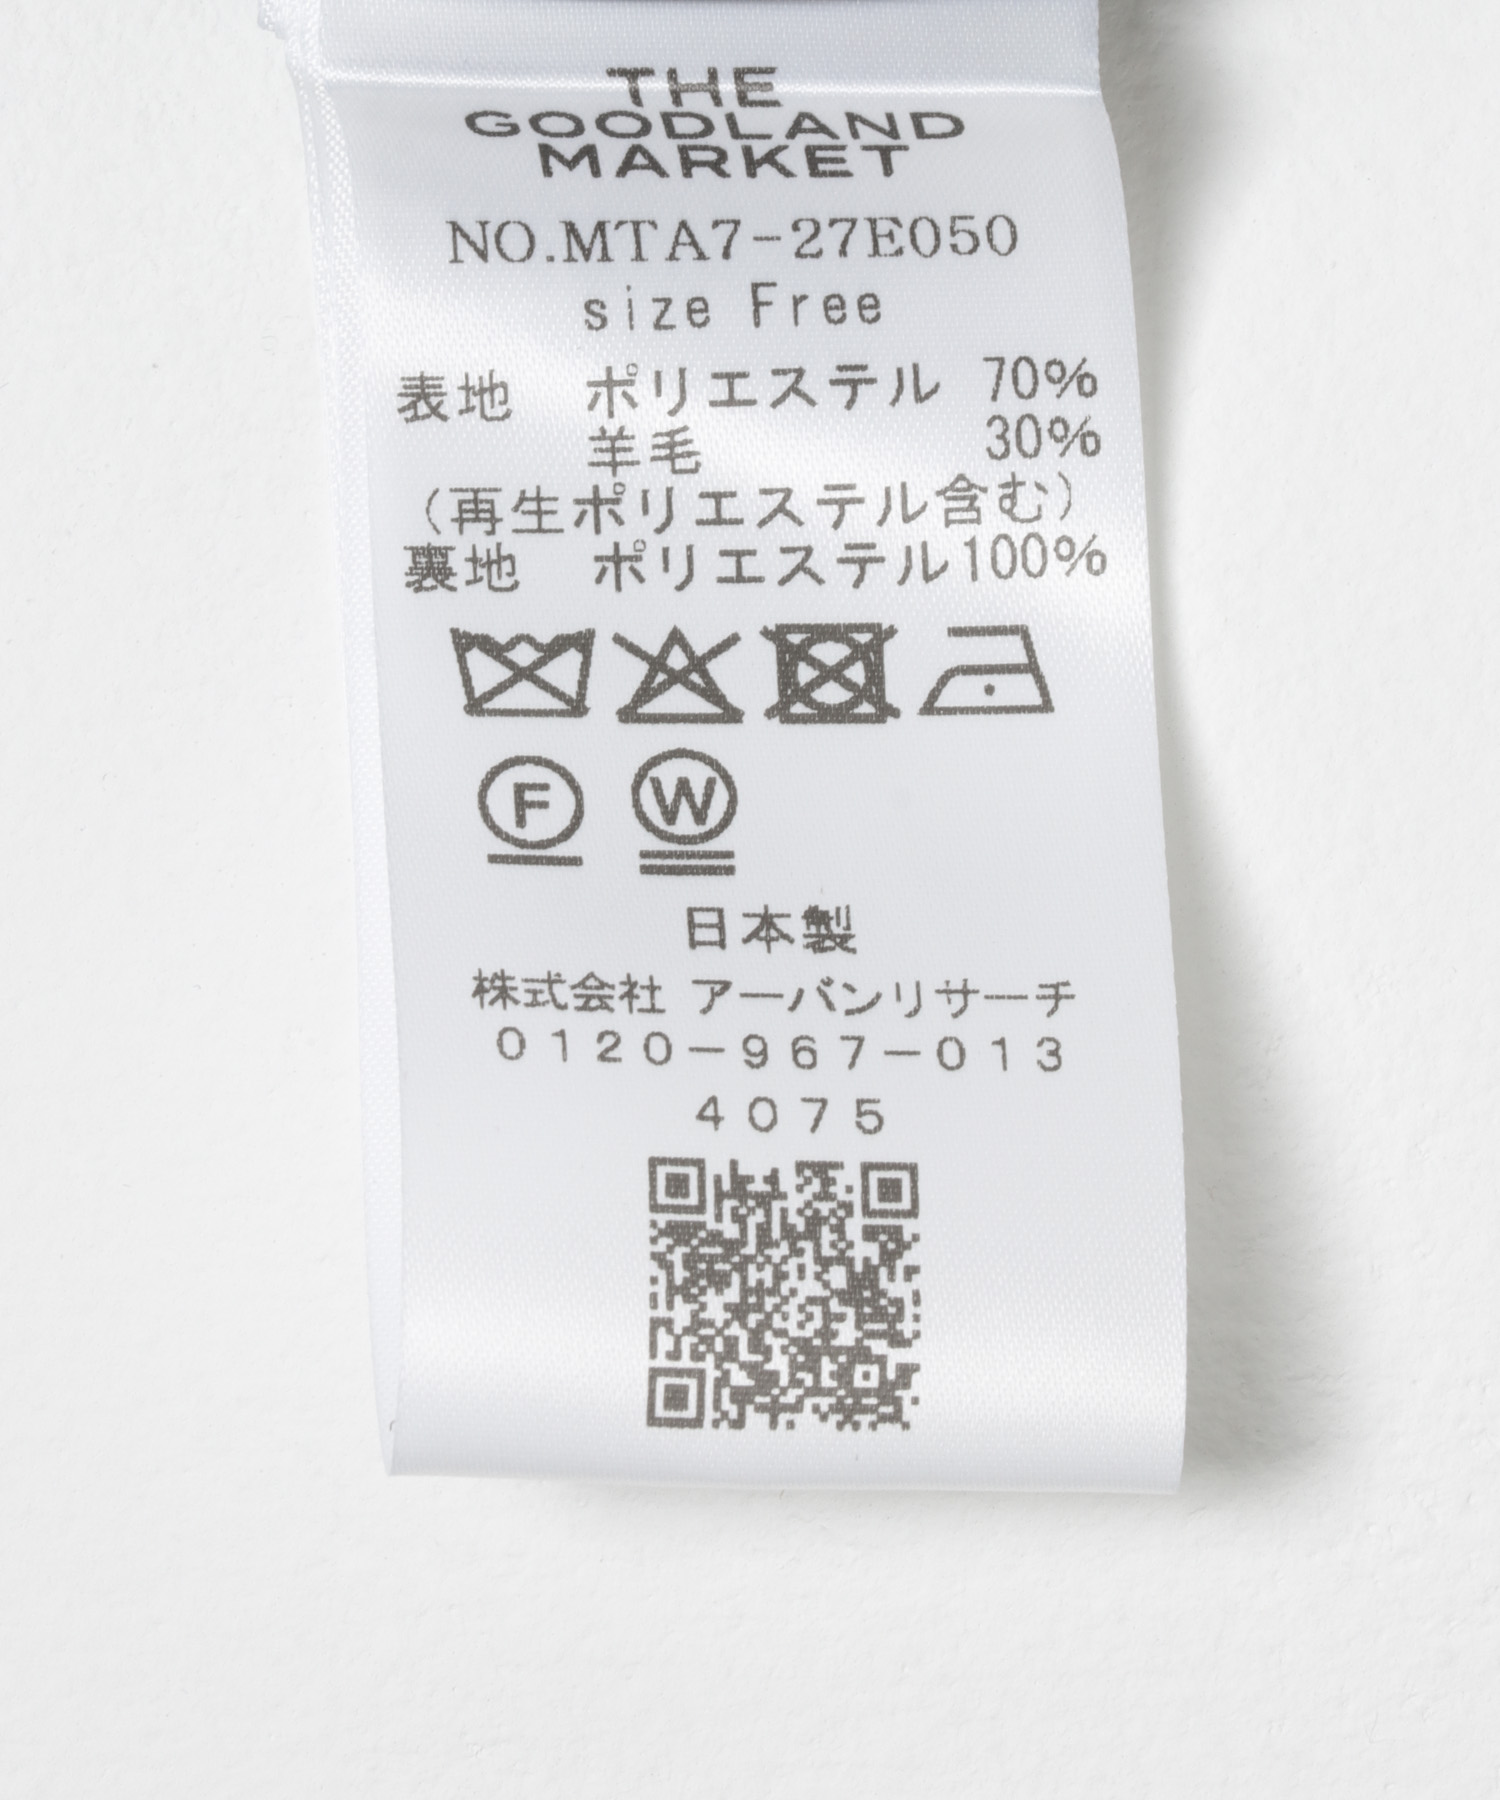 THE
GOODLAND
MARKET
NO.MTA7-27E050
size Free
表地 ポリエステル 70%
羊毛 30%
(再生ポリエステル含む)
裏地 ポリエステル100%
F W
日本製
株式会社 アーバンリサーチ
0120-967-013
4075